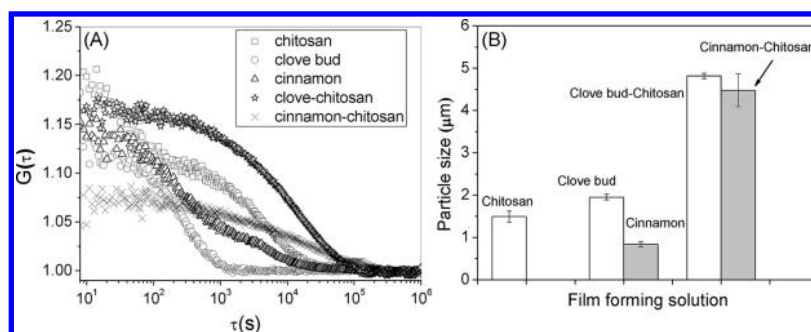 (A)
chitosan
clove bud
cinnamon
clove-chitosan
cinnamon-chitosan
1.20
1.15
1.10
1.05
1.00
G(τ)
10¹ 10² 10³ 10⁴ 10⁵ 10⁶
τ(s)
(B)
Cinnamon-Chitosan
Clove bud-Chitosan
Clove bud
Chitosan
Cinnamon
6
5
4
3
2
1
0
Particle size (μm)
Film forming solution